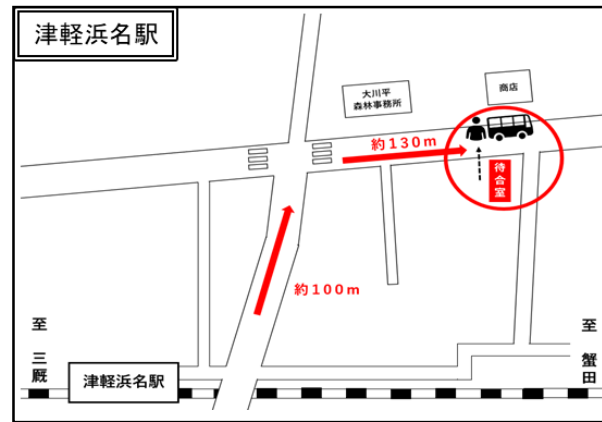 津軽浜名駅
大川平
森林事務所
商店
約130m
待合室
約100m
至 三厩
津軽浜名駅
至 蟹田